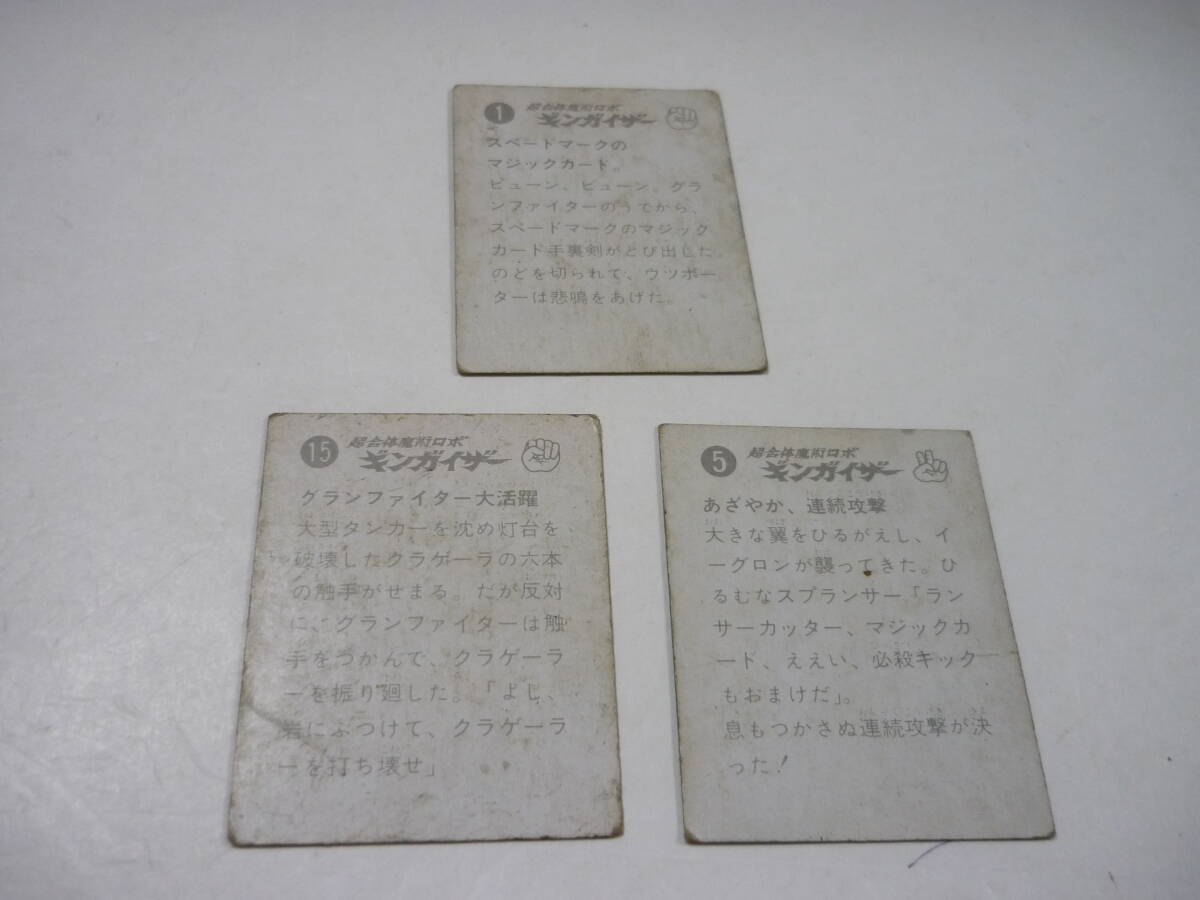 1
超合体魔術ロボ
ギンガイザー
スペードマークの
マジックカード。
ビューン、ビューン、グラ
ンファイターのうでから、
スペードマークのマジック
カード手裏剣がとび出した。
のどを切られて、ウツボー
ターは悲鳴をあげた。
15
超合体魔術ロボ
ギンガイザー
グランファイター大活躍
大型タンカーを沈め灯台を
破壊したクラゲーラの六本
の触手がせまる。だが反対
に、グランファイターは触
手をつかんで、クラゲーラ
ーを振り廻した。「よし、
岩にぶつけて、クラゲーラ
ーを打ち壊せ」
5
超合体魔術ロボ
ギンガイザー
あざやか、連続攻撃
大きな翼をひるがえし、イ
ーグロンが襲ってきた。ひ
るむなスプランサー「ラン
サーカッター、マジックカ
ード、ええい、必殺キック
もおまけだ」。
息もつかさぬ連続攻撃が決
った！